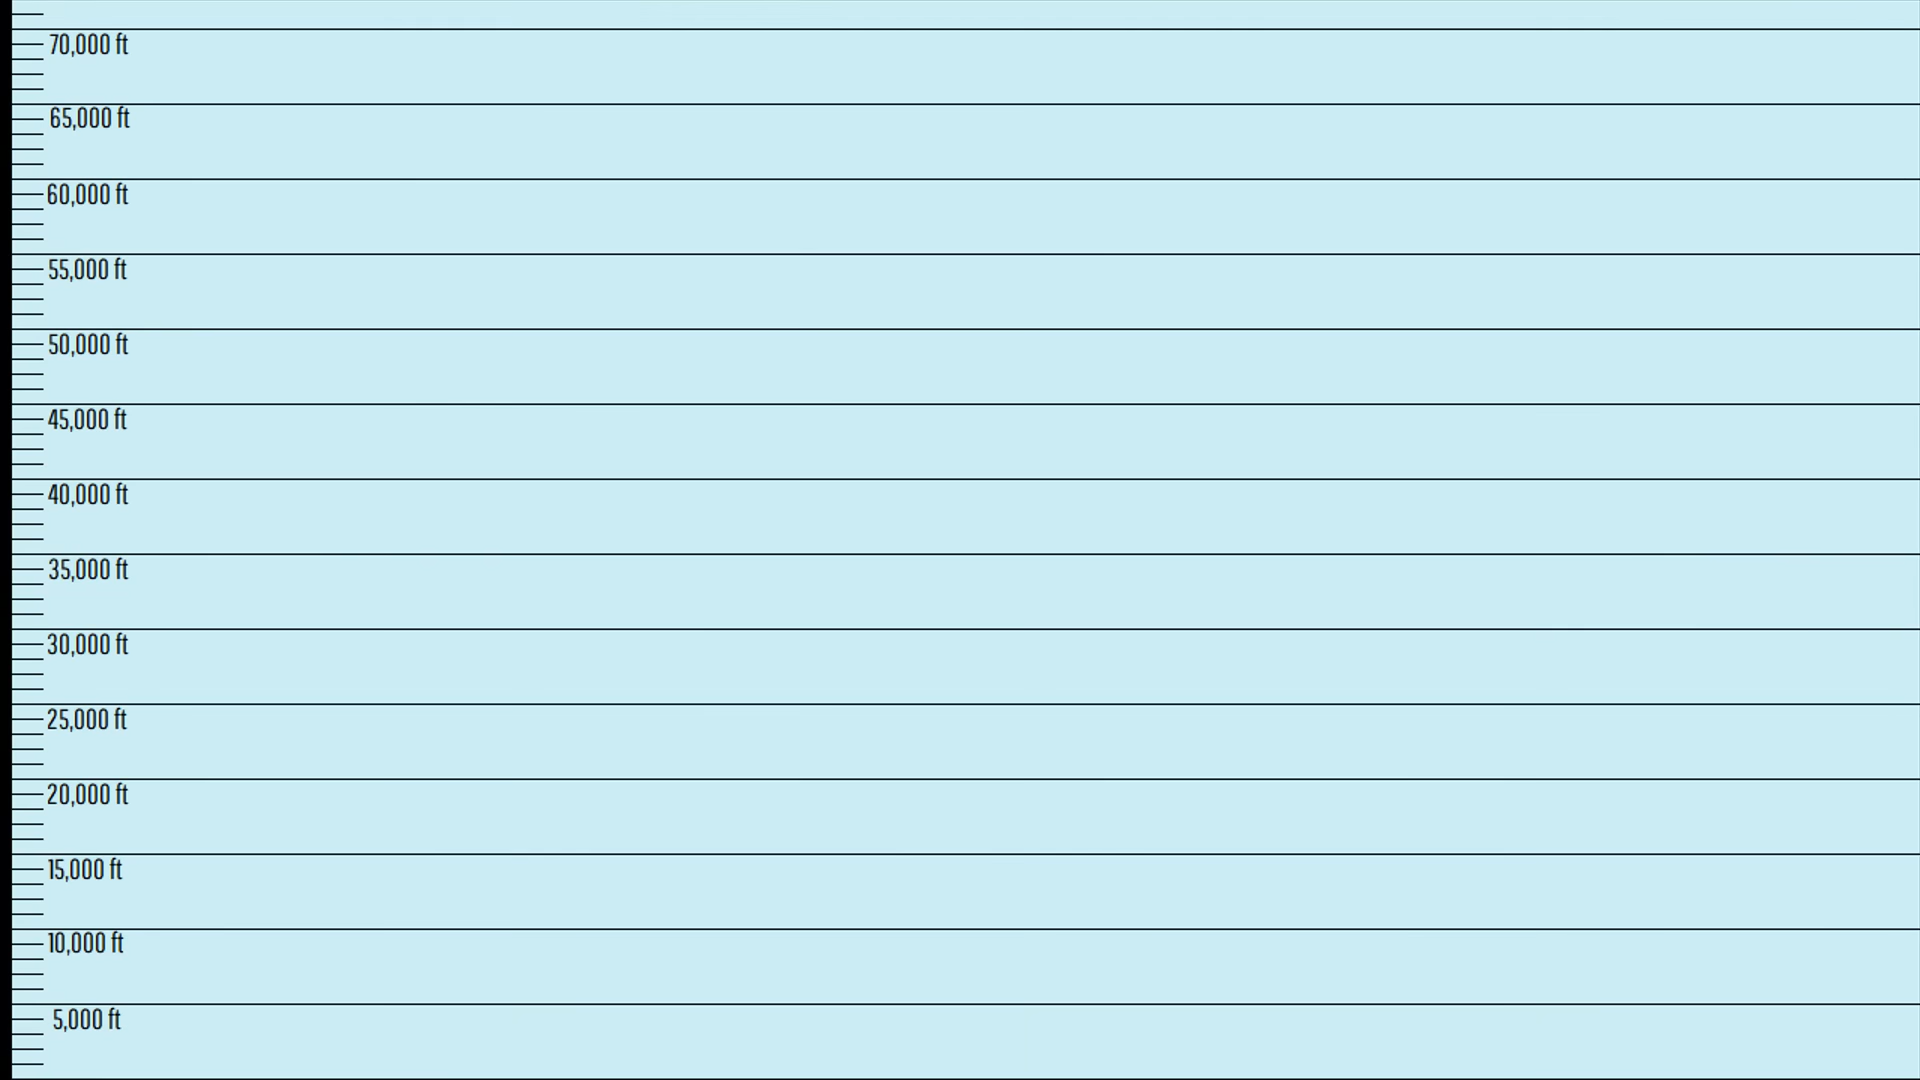 70,000 ft
65,000 ft
60,000 ft
55,000 ft
50,000 ft
45,000 ft
40,000 ft
35,000 ft
30,000 ft
25,000 ft
20,000 ft
15,000 ft
10,000 ft
5,000 ft